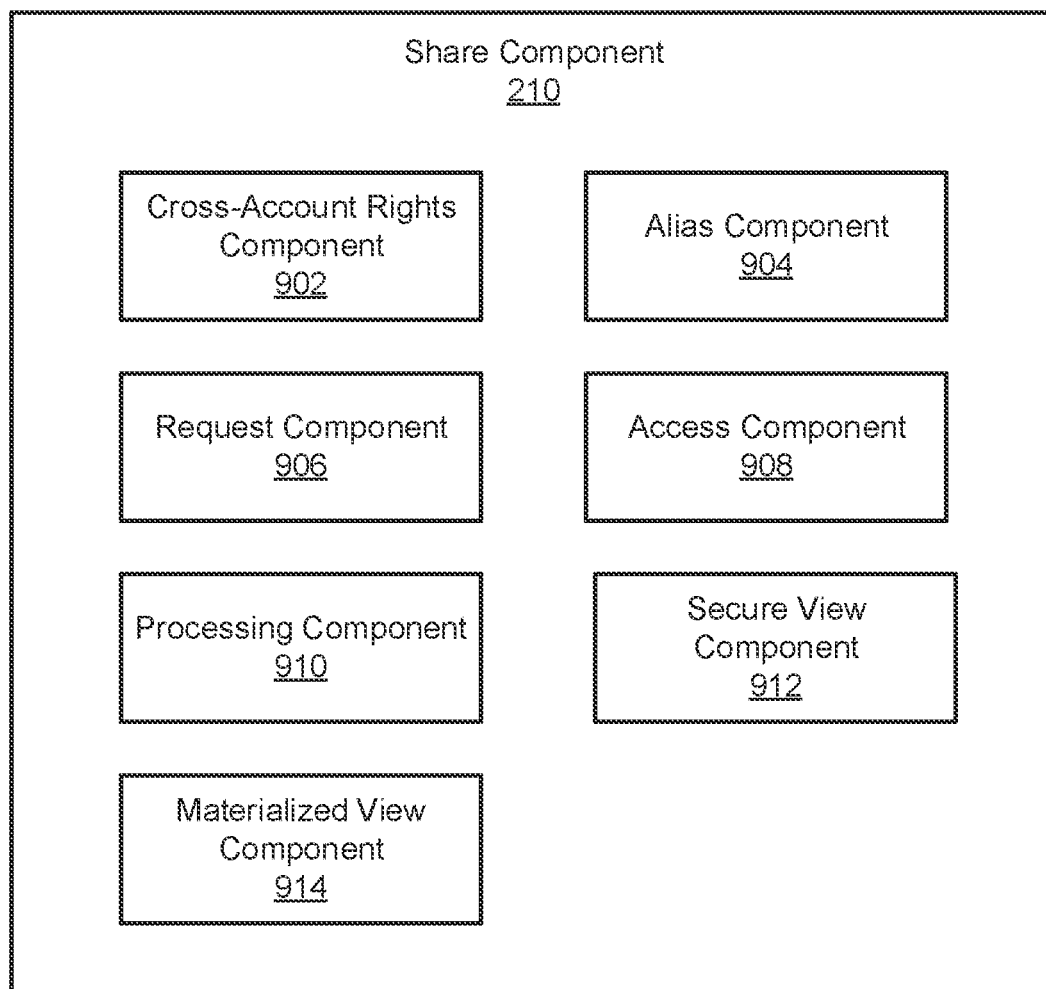 Share Component
210
Cross-Account Rights
Component
902
Alias Component
904
Request Component
906
Access Component
908
Processing Component
910
Secure View
Component
912
Materialized View
Component
914